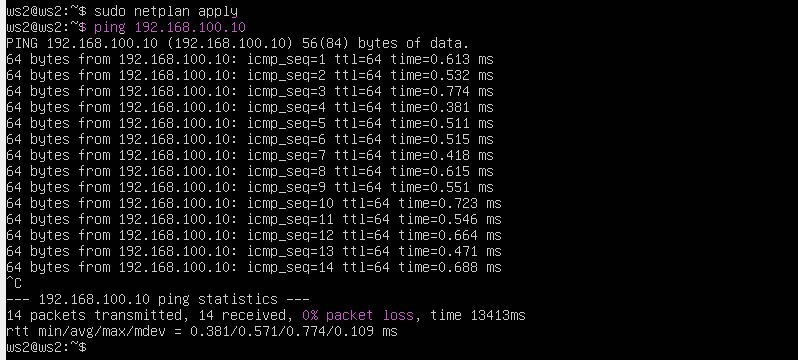 ws2@ws2:~$ sudo netplan apply
ws2@ws2:~$ ping 192.168.100.10
PING 192.168.100.10 (192.168.100.10) 56(84) bytes of data.
64 bytes from 192.168.100.10: icmp_seq=1 ttl=64 time=0.613 ms
64 bytes from 192.168.100.10: icmp_seq=2 ttl=64 time=0.532 ms
64 bytes from 192.168.100.10: icmp_seq=3 ttl=64 time=0.774 ms
64 bytes from 192.168.100.10: icmp_seq=4 ttl=64 time=0.381 ms
64 bytes from 192.168.100.10: icmp_seq=5 ttl=64 time=0.511 ms
64 bytes from 192.168.100.10: icmp_seq=6 ttl=64 time=0.515 ms
64 bytes from 192.168.100.10: icmp_seq=7 ttl=64 time=0.418 ms
64 bytes from 192.168.100.10: icmp_seq=8 ttl=64 time=0.615 ms
64 bytes from 192.168.100.10: icmp_seq=9 ttl=64 time=0.551 ms
64 bytes from 192.168.100.10: icmp_seq=10 ttl=64 time=0.723 ms
64 bytes from 192.168.100.10: icmp_seq=11 ttl=64 time=0.546 ms
64 bytes from 192.168.100.10: icmp_seq=12 ttl=64 time=0.664 ms
64 bytes from 192.168.100.10: icmp_seq=13 ttl=64 time=0.471 ms
64 bytes from 192.168.100.10: icmp_seq=14 ttl=64 time=0.688 ms
^C
--- 192.168.100.10 ping statistics ---
14 packets transmitted, 14 received, 0% packet loss, time 13413ms
rtt min/avg/max/mdev = 0.381/0.571/0.774/0.109 ms
ws2@ws2:~$